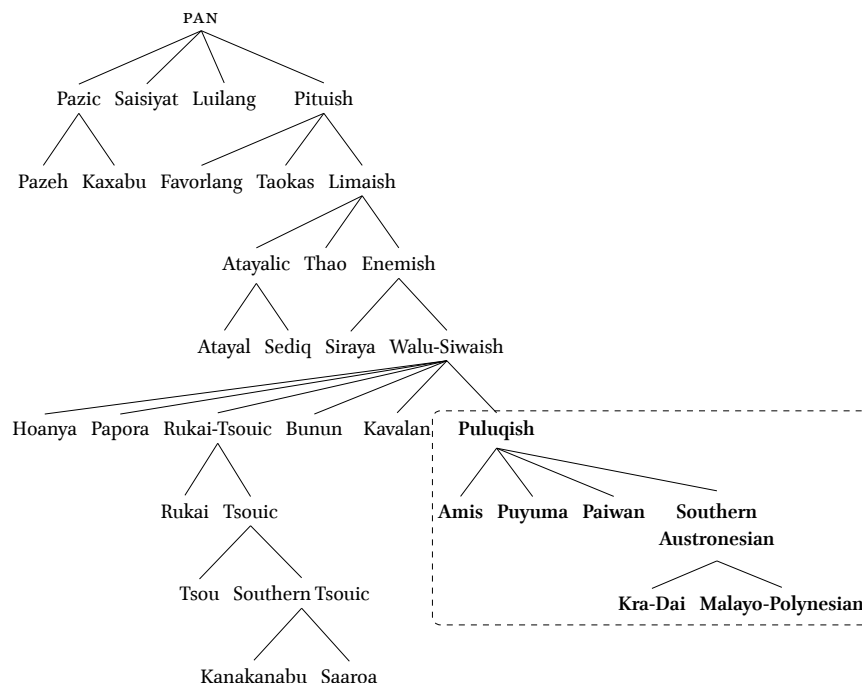 PAN
Pazic Saisiyat Luilang Pituish
Pazeh Kaxabu Favorlang Taokas Limaish
Atayalic Thao Enemish
Atayal Sediq Siraya Walu-Siwaish
Hoanya Papora Rukai-Tsouic Bunun Kavalan Puluqish
Rukai Tsouic Amis Puyuma Paiwan Southern
Austronesian
Tsou Southern Tsouic
Kra-Dai Malayo-Polynesian
Kanakanabu Saaroa